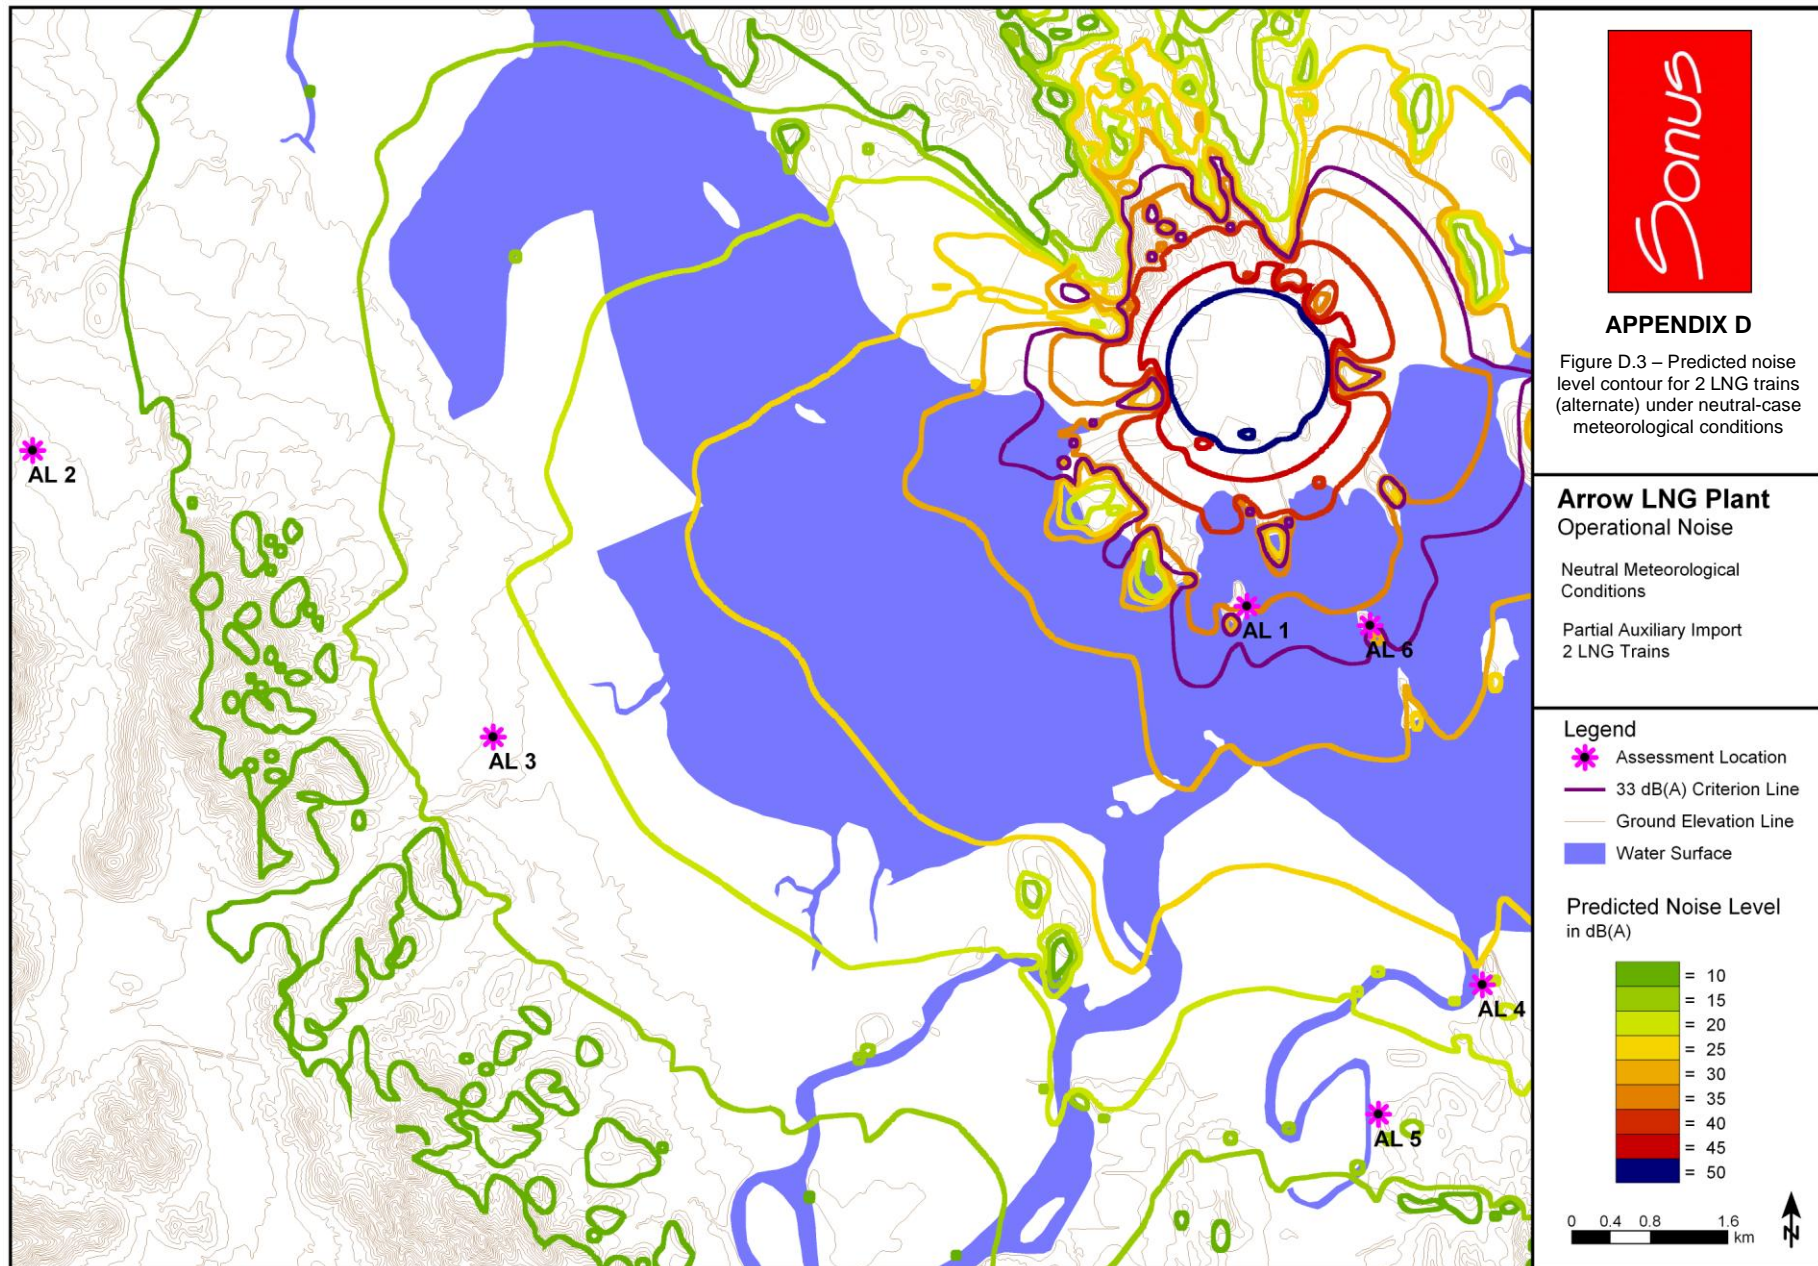 Sonus
APPENDIX D
Figure D.3 – Predicted noise
level contour for 2 LNG trains
(alternate) under neutral-case
meteorological conditions
Arrow LNG Plant
Operational Noise
Neutral Meteorological
Conditions
Partial Auxiliary Import
2 LNG Trains
Legend
Assessment Location
33 dB(A) Criterion Line
Ground Elevation Line
Water Surface
Predicted Noise Level
in dB(A)
= 10
= 15
= 20
= 25
= 30
= 35
= 40
= 45
= 50
0 0.4 0.8 1.6
km
N
AL 2
AL 3
AL 1
AL 6
AL 4
AL 5